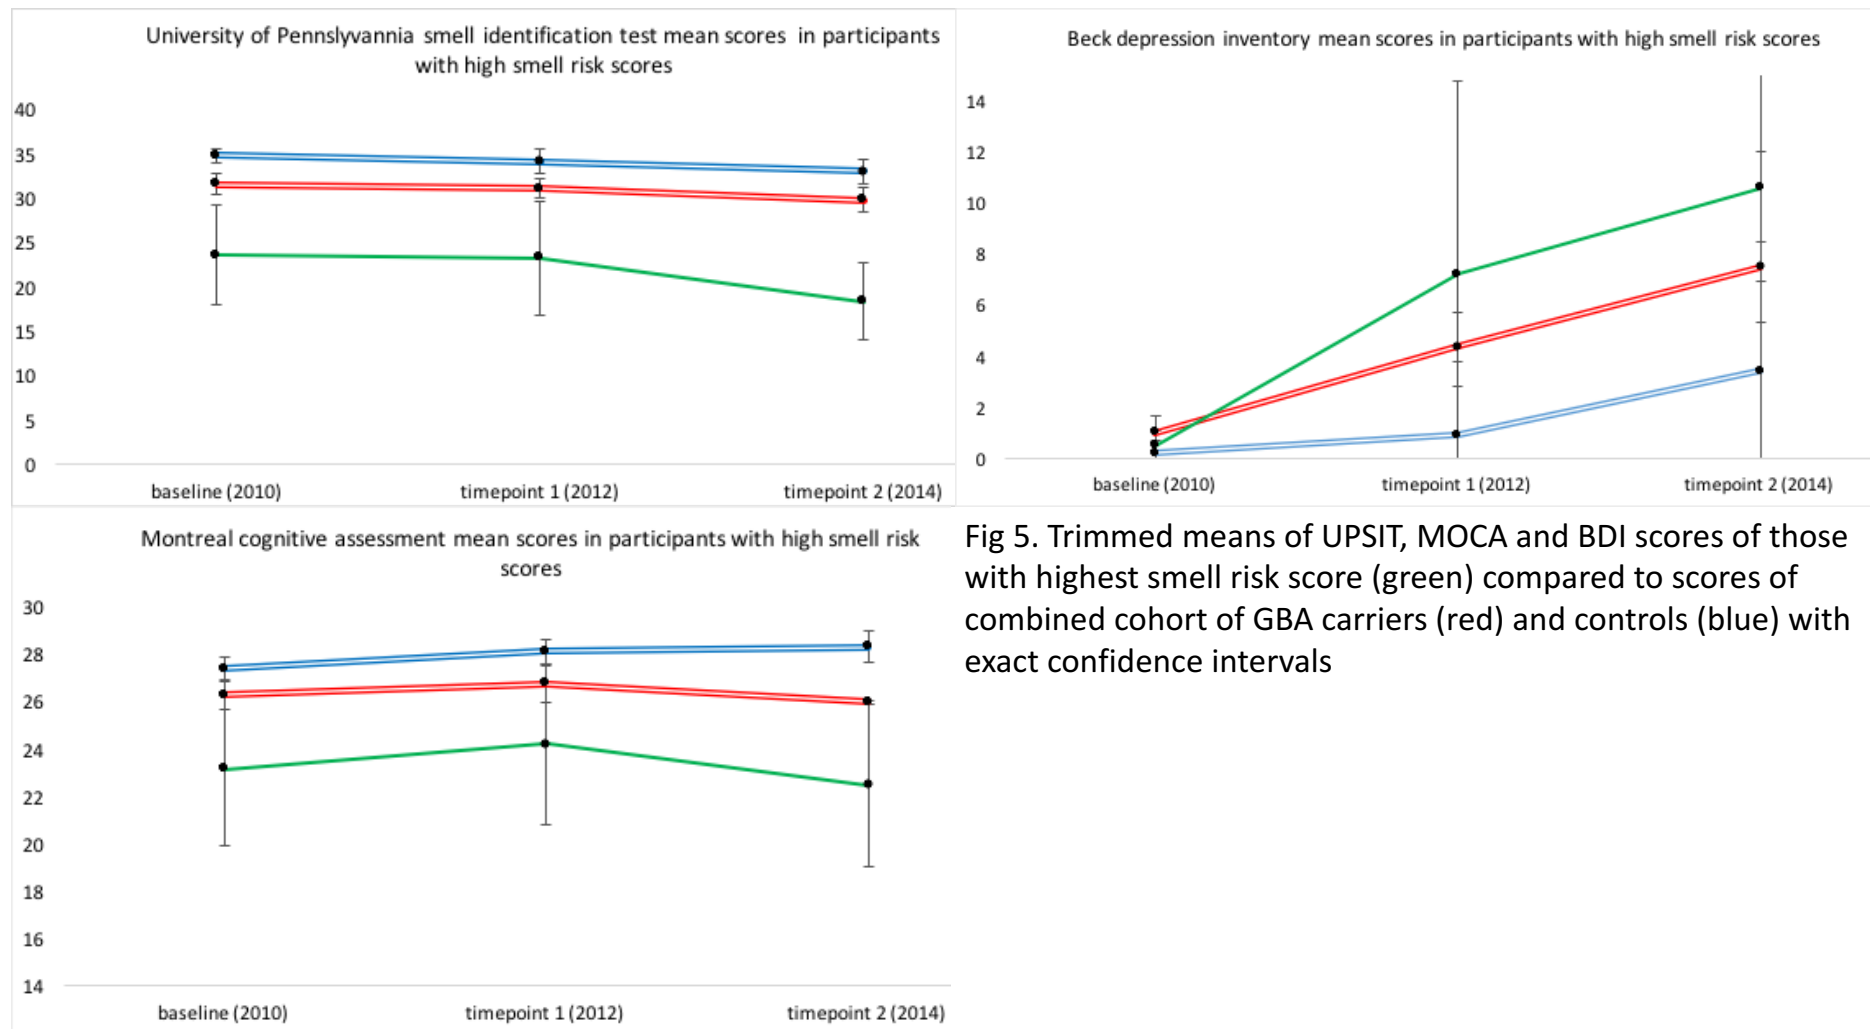 University of Pennslyvannia smell identification test mean scores in participants
with high smell risk scores
40
35
30
25
20
15
10
5
0
baseline (2010)
timepoint 1 (2012)
timepoint 2 (2014)
Beck depression inventory mean scores in participants with high smell risk scores
14
12
10
8
6
4
2
0
baseline (2010)
timepoint 1 (2012)
timepoint 2 (2014)
Montreal cognitive assessment mean scores in participants with high smell risk
scores
30
28
26
24
22
20
18
16
14
baseline (2010)
timepoint 1 (2012)
timepoint 2 (2014)
Fig 5. Trimmed means of UPSIT, MOCA and BDI scores of those
with highest smell risk score (green) compared to scores of
combined cohort of GBA carriers (red) and controls (blue) with
exact confidence intervals